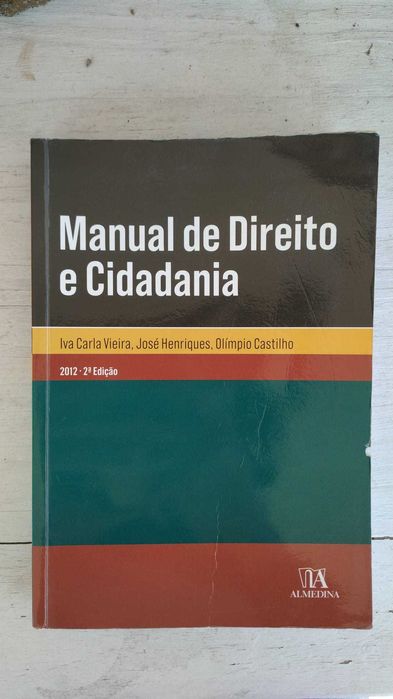 Manual de Direito
e Cidadania
Iva Carla Vieira, José Henriques, Olímpio Castilho
2012 · 2ª Edição
ALMEDINA